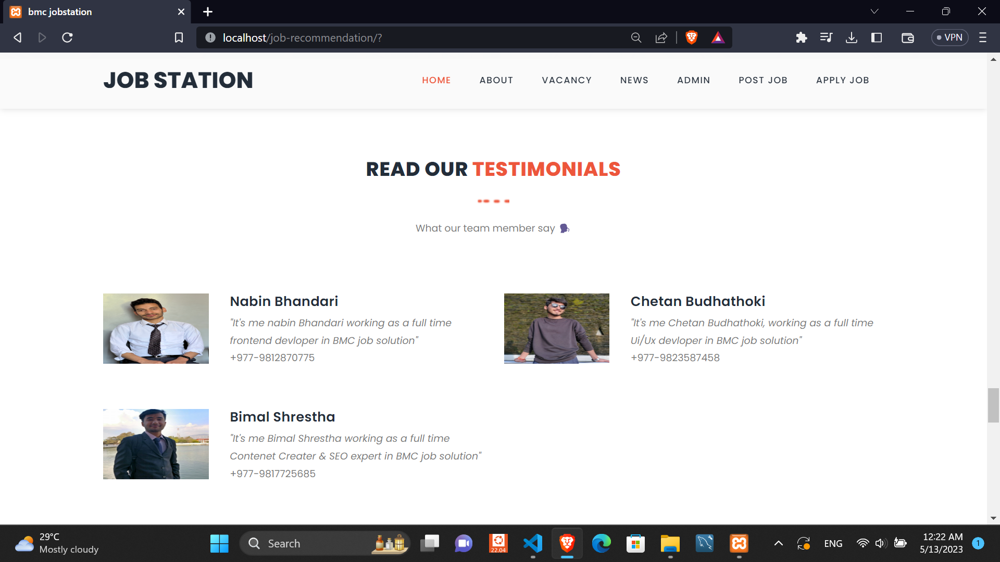 bmc jobstation
localhost/job-recommendation/?
VPN
JOB STATION
HOME
ABOUT
VACANCY
NEWS
ADMIN
POST JOB
APPLY JOB
READ OUR TESTIMONIALS
What our team member say
Nabin Bhandari
"It's me nabin Bhandari working as a full time
frontend devloper in BMC job solution"
+977-9812870775
Chetan Budhathoki
"It's me Chetan Budhathoki, working as a full time
Ui/Ux devloper in BMC job solution"
+977-9823587458
Bimal Shrestha
"It's me Bimal Shrestha working as a full time
Contenet Creater & SEO expert in BMC job solution"
+977-9817725685
29°C
Mostly cloudy
Search
22.04
ENG
12:22 AM
5/13/2023
1